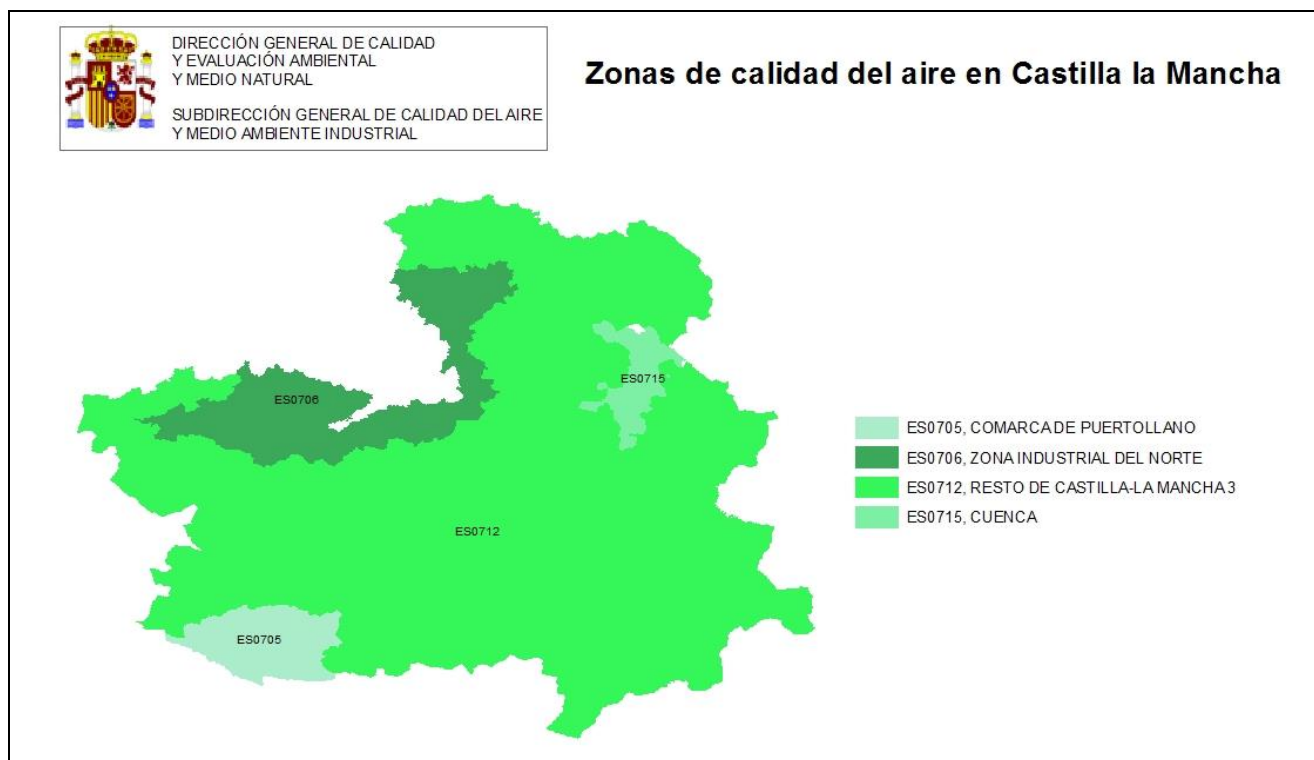 DIRECCIÓN GENERAL DE CALIDAD
Y EVALUACIÓN AMBIENTAL
Y MEDIO NATURAL
SUBDIRECCIÓN GENERAL DE CALIDAD DEL AIRE
Y MEDIO AMBIENTE INDUSTRIAL
Zonas de calidad del aire en Castilla la Mancha
ES0715
ES0706
ES0712
ES0705
ES0705, COMARCA DE PUERTOLLANO
ES0706, ZONA INDUSTRIAL DEL NORTE
ES0712, RESTO DE CASTILLA-LA MANCHA 3
ES0715, CUENCA